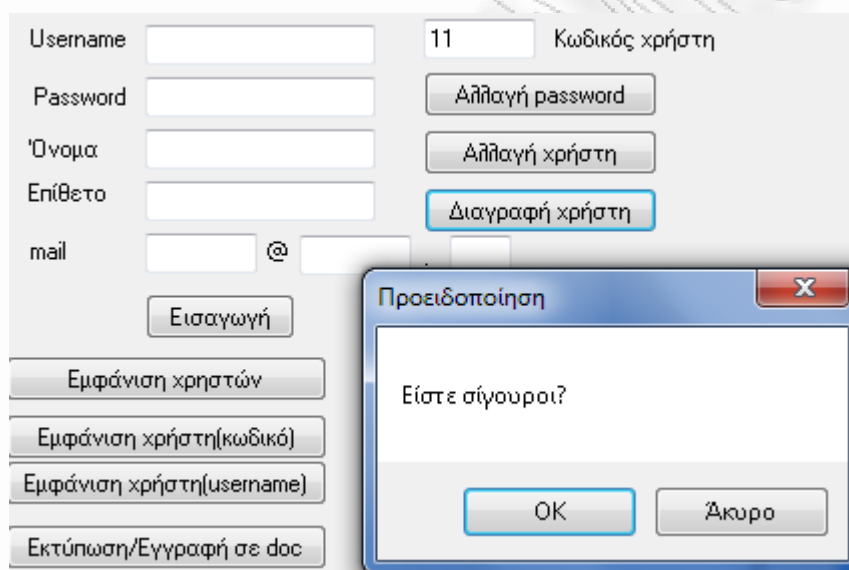 Username 11 Κωδικός χρήστη
Password Αλλαγή password
Όνομα Αλλαγή χρήστη
Επίθετο Διαγραφή χρήστη
mail @ .
Προειδοποίηση
Εισαγωγή
Εμφάνιση χρηστών
Είστε σίγουροι?
Εμφάνιση χρήστη(κωδικό)
Εμφάνιση χρήστη(username)
OK Άκυρο
Εκτύπωση/Εγγραφή σε doc